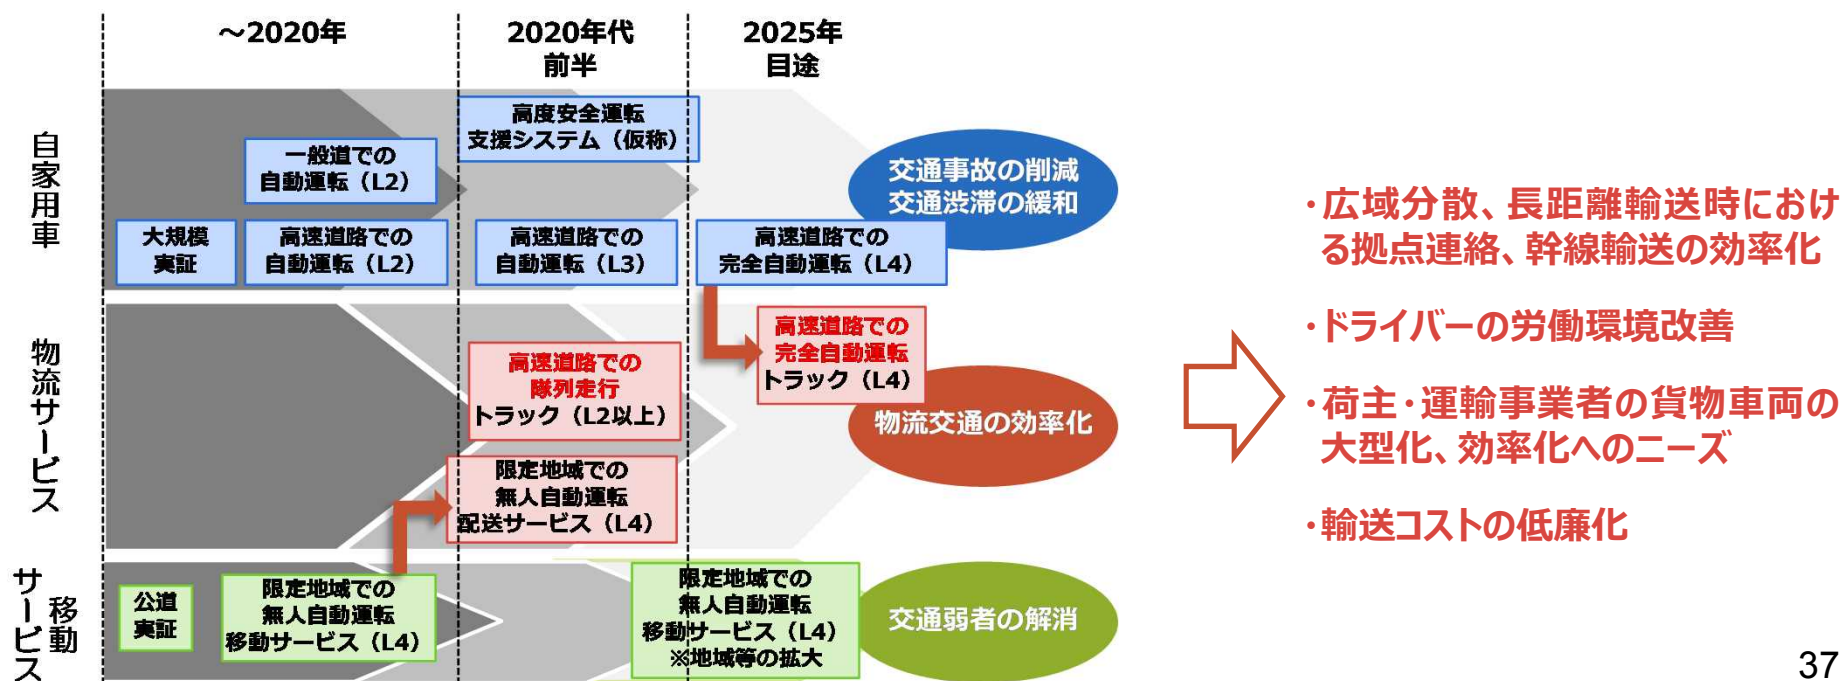 ～2020年
2020年代
前半
2025年
目途
自家用車
高度安全運転
支援システム（仮称）
一般道での
自動運転（L2）
大規模
実証
高速道路での
自動運転（L2）
高速道路での
自動運転（L3）
高速道路での
完全自動運転（L4）
交通事故の削減
交通渋滞の緩和
物流サービス
高速道路での
隊列走行
トラック（L2以上）
高速道路での
完全自動運転
トラック（L4）
限定地域での
無人自動運転
配送サービス（L4）
物流交通の効率化
移動
サービス
公道
実証
限定地域での
無人自動運転
移動サービス（L4）
限定地域での
無人自動運転
移動サービス（L4）
※地域等の拡大
交通弱者の解消
・広域分散、長距離輸送時におけ
る拠点連絡、幹線輸送の効率化
・ドライバーの労働環境改善
・荷主・運輸事業者の貨物車両の
大型化、効率化へのニーズ
・輸送コストの低廉化
37